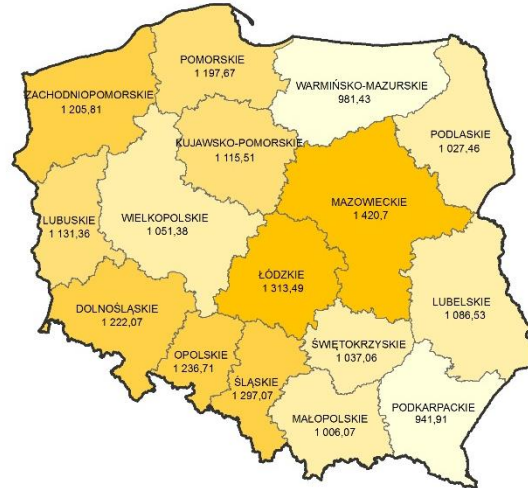 POMORSKIE
1 197,67
WARMIŃSKO-MAZURSKIE
981,43
ZACHODNIOPOMORSKIE
1 205,81
PODLASKIE
1 027,46
KUJAWSKO-POMORSKIE
1 115,51
MAZOWIECKIE
1 420,7
LUBUSKIE
1 131,36
WIELKOPOLSKIE
1 051,38
ŁÓDZKIE
1 313,49
LUBELSKIE
1 086,53
DOLNOŚLĄSKIE
1 222,07
ŚWIĘTOKRZYSKIE
1 037,06
OPOLSKIE
1 236,71
ŚLĄSKIE
1 297,07
MAŁOPOLSKIE
1 006,07
PODKARPACKIE
941,91